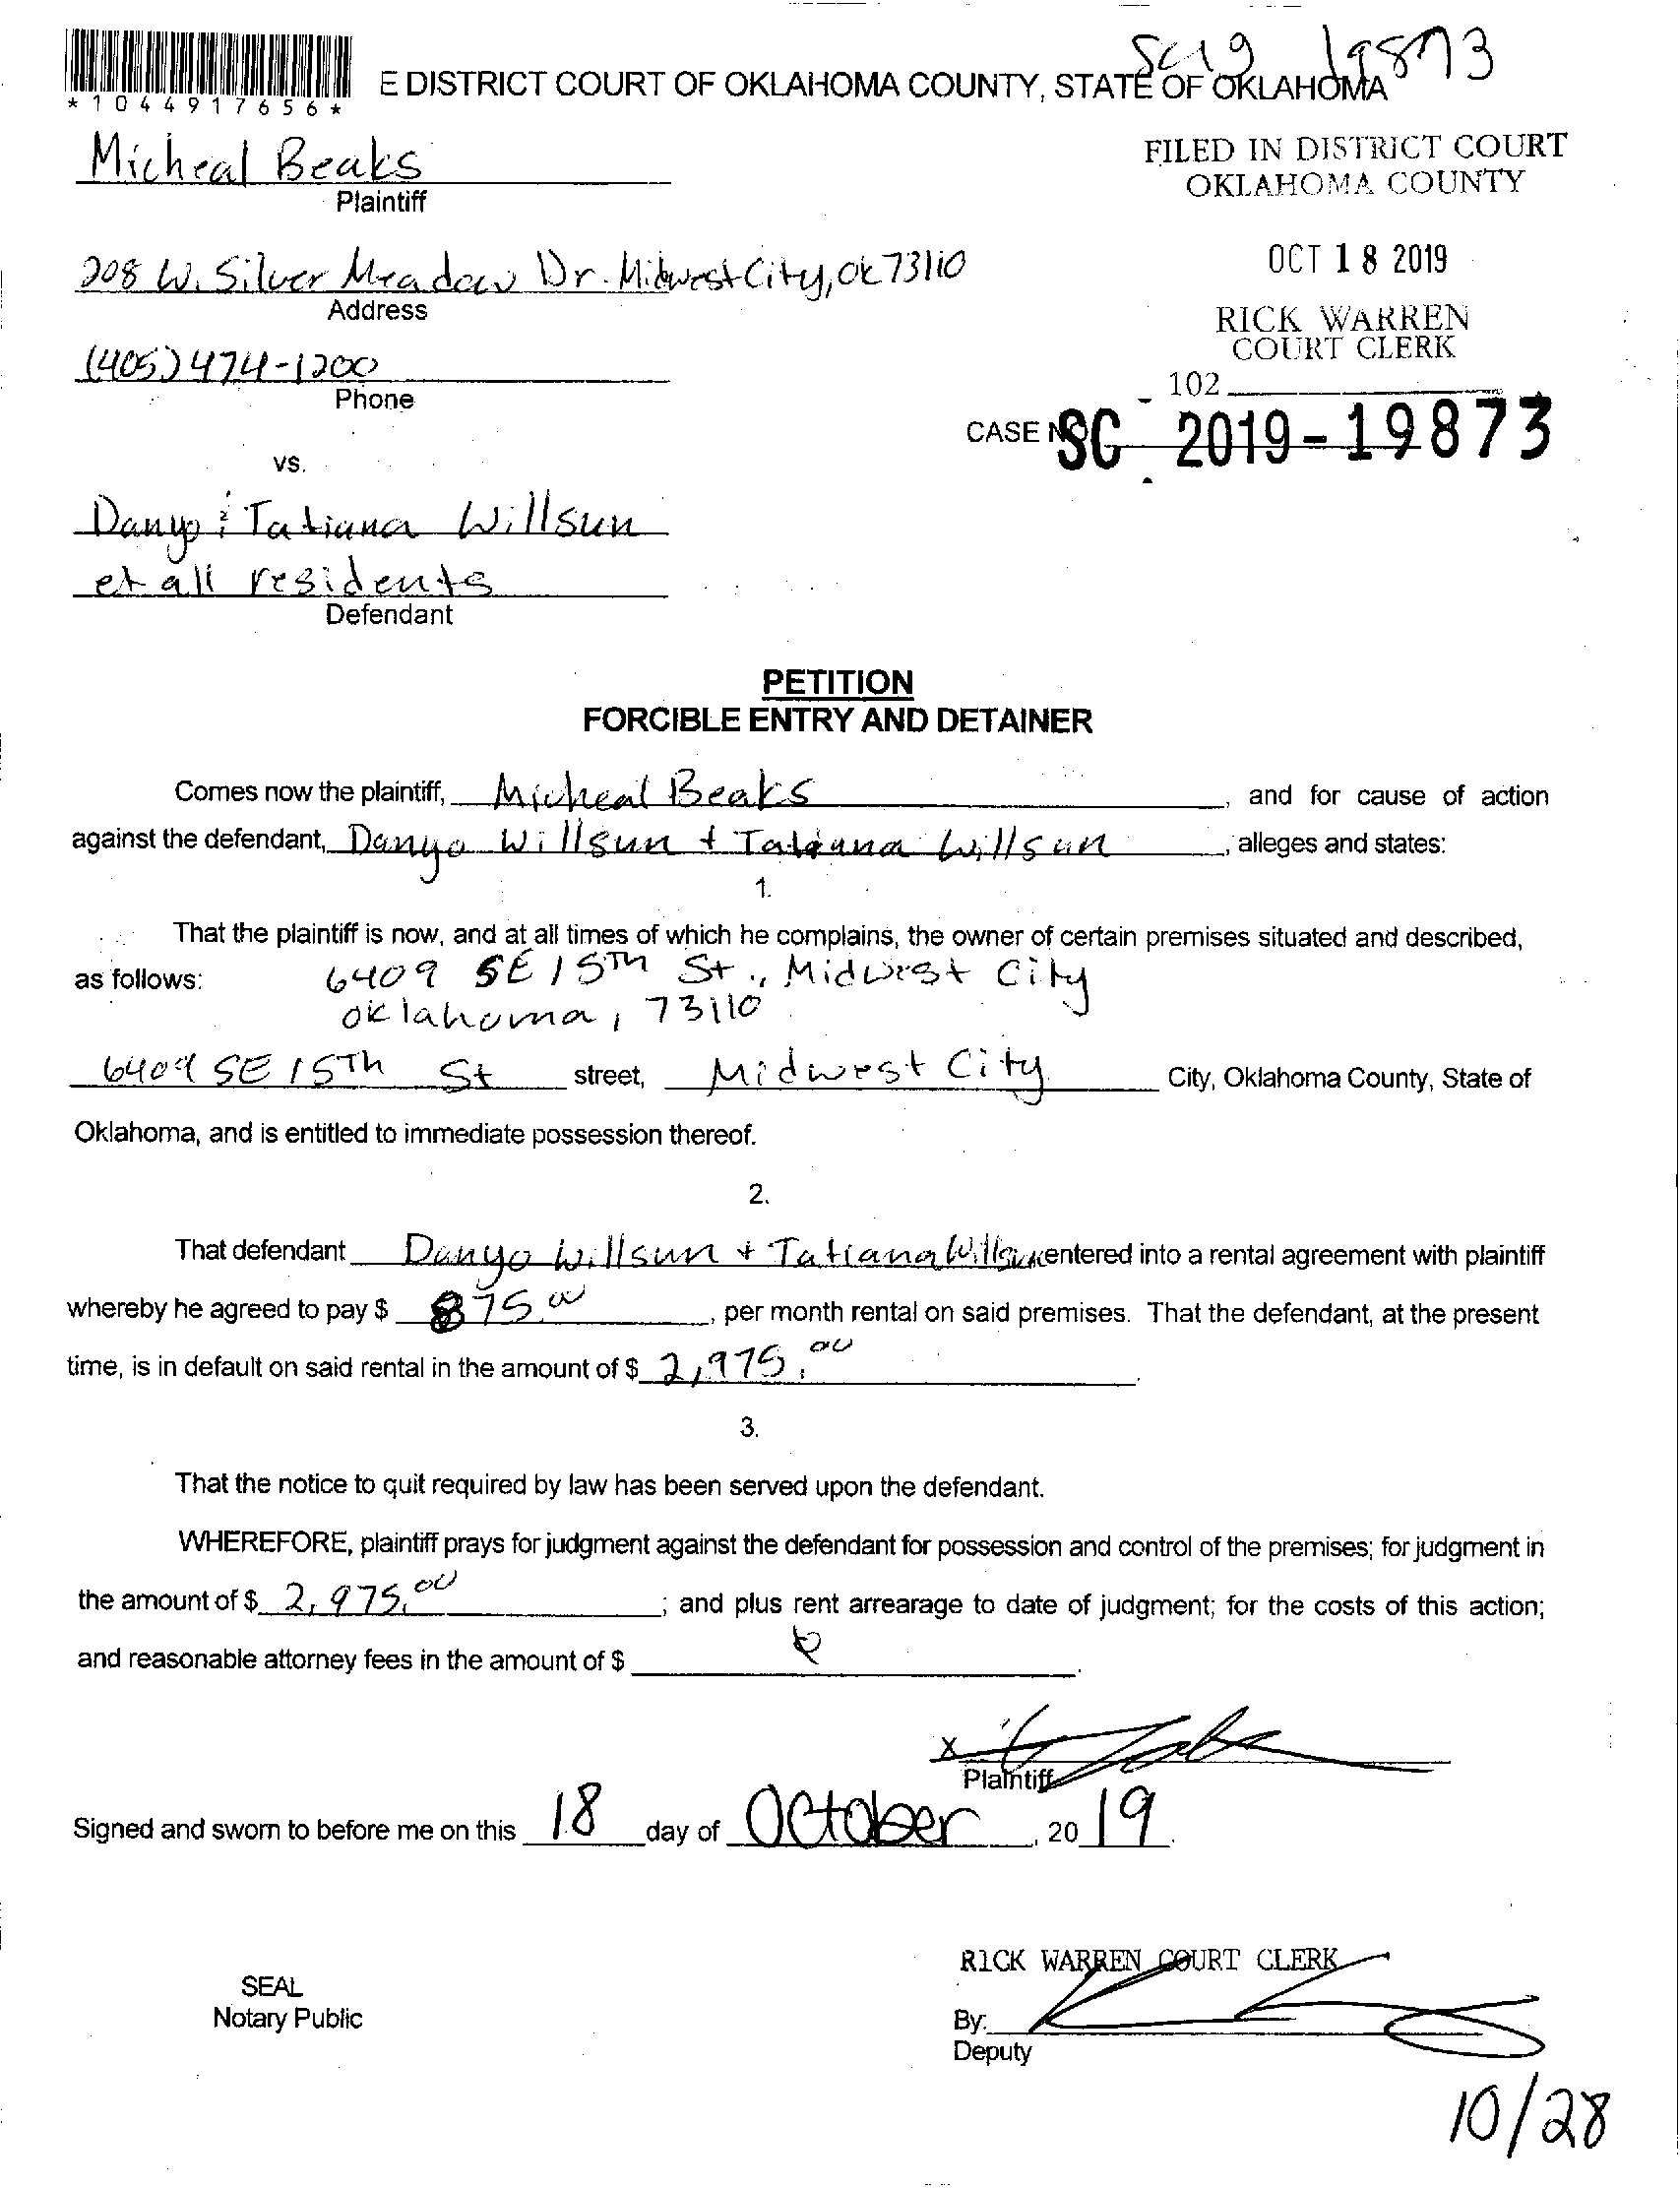 SC19 19873
*1044917656*
E DISTRICT COURT OF OKLAHOMA COUNTY, STATE OF OKLAHOMA
Micheal Beaks
Plaintiff
FILED IN DISTRICT COURT
OKLAHOMA COUNTY
208 W. Silver Meadow Dr. Midwest City, OK 73110
Address
OCT 18 2019
RICK WARREN
COURT CLERK
(405) 474-1200
Phone
102
CASE NO. SC 2019-19873
vs.
Danyo & Tatiana Willsun
et all residents
Defendant
PETITION
FORCIBLE ENTRY AND DETAINER
Comes now the plaintiff, Micheal Beaks, and for cause of action
against the defendant, Danyo Willsun + Tatiana Willsun, alleges and states:
1.
That the plaintiff is now, and at all times of which he complains, the owner of certain premises situated and described,
as follows: 6409 SE 15TH St., Midwest City
oklahoma, 73110
6409 SE 15Th St street, Midwest City City, Oklahoma County, State of
Oklahoma, and is entitled to immediate possession thereof.
2.
That defendant Danyo Willsun + Tatiana Willsun entered into a rental agreement with plaintiff
whereby he agreed to pay $ 875.00, per month rental on said premises. That the defendant, at the present
time, is in default on said rental in the amount of $ 2,975.00.
3.
That the notice to quit required by law has been served upon the defendant.
WHEREFORE, plaintiff prays for judgment against the defendant for possession and control of the premises; for judgment in
the amount of $ 2,975.00; and plus rent arrearage to date of judgment; for the costs of this action;
and reasonable attorney fees in the amount of $
X
Plaintiff
Signed and sworn to before me on this 18 day of October, 20 19.
RICK WARREN COURT CLERK
SEAL
Notary Public
By:
Deputy
10/28